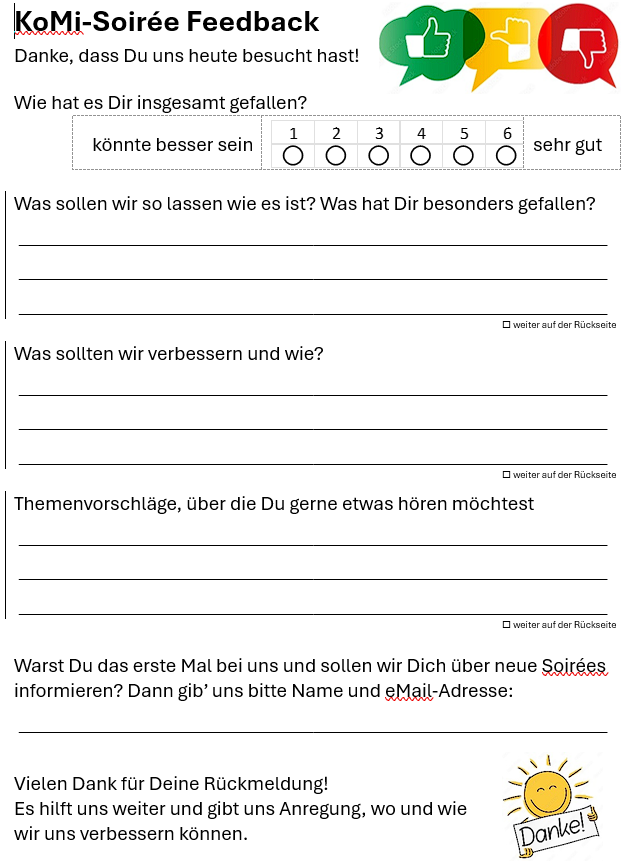 KoMi-Soirée Feedback
Danke, dass Du uns heute besucht hast!
Wie hat es Dir insgesamt gefallen?
könnte besser sein 1 2 3 4 5 6 sehr gut
Was sollen wir so lassen wie es ist? Was hat Dir besonders gefallen?
weiter auf der Rückseite
Was sollten wir verbessern und wie?
weiter auf der Rückseite
Themenvorschläge, über die Du gerne etwas hören möchtest
weiter auf der Rückseite
Warst Du das erste Mal bei uns und sollen wir Dich über neue Soirées
informieren? Dann gib’ uns bitte Name und eMail-Adresse:
Vielen Dank für Deine Rückmeldung!
Es hilft uns weiter und gibt uns Anregung, wo und wie
wir uns verbessern können.
Danke!